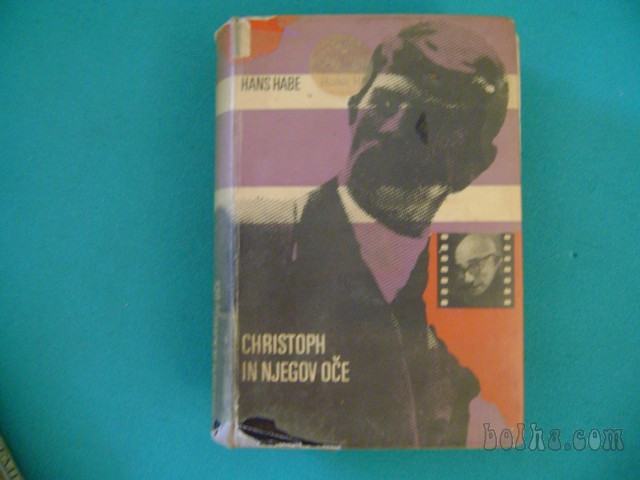 HANS HABE
CHRISTOPH
IN NJEGOV OČE
bolha.com